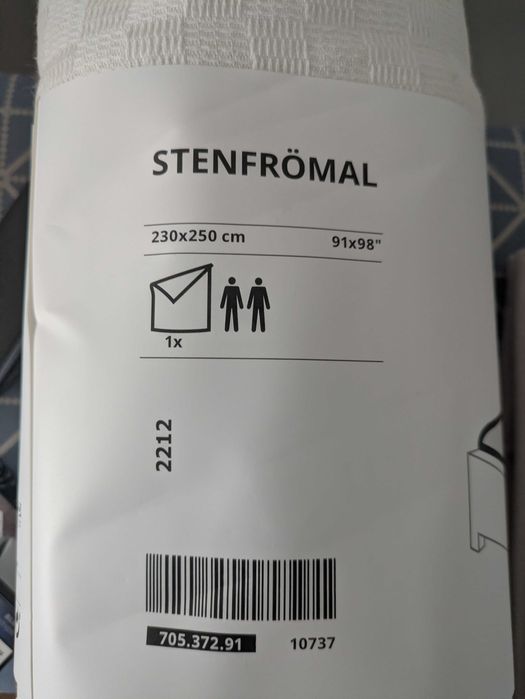 STENFRÖMAL
230x250 cm 91x98"
1x
2212
705.372.91 10737